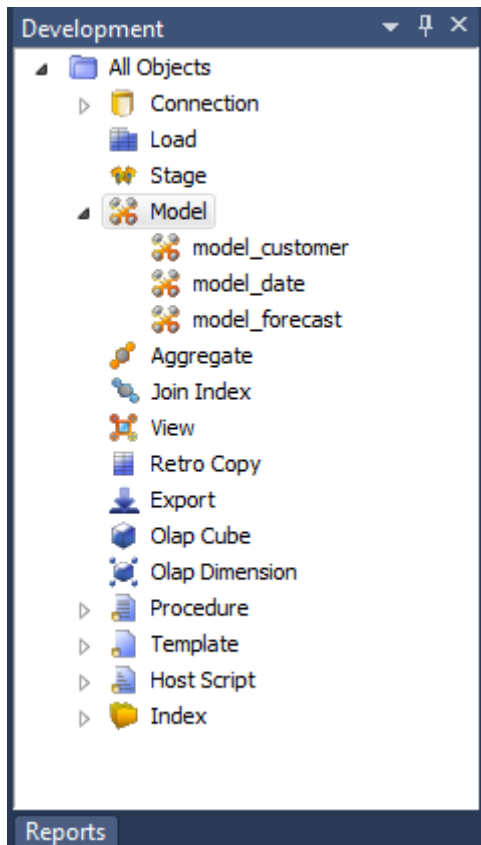 Development
All Objects
Connection
Load
Stage
Model
model_customer
model_date
model_forecast
Aggregate
Join Index
View
Retro Copy
Export
Olap Cube
Olap Dimension
Procedure
Template
Host Script
Index
Reports